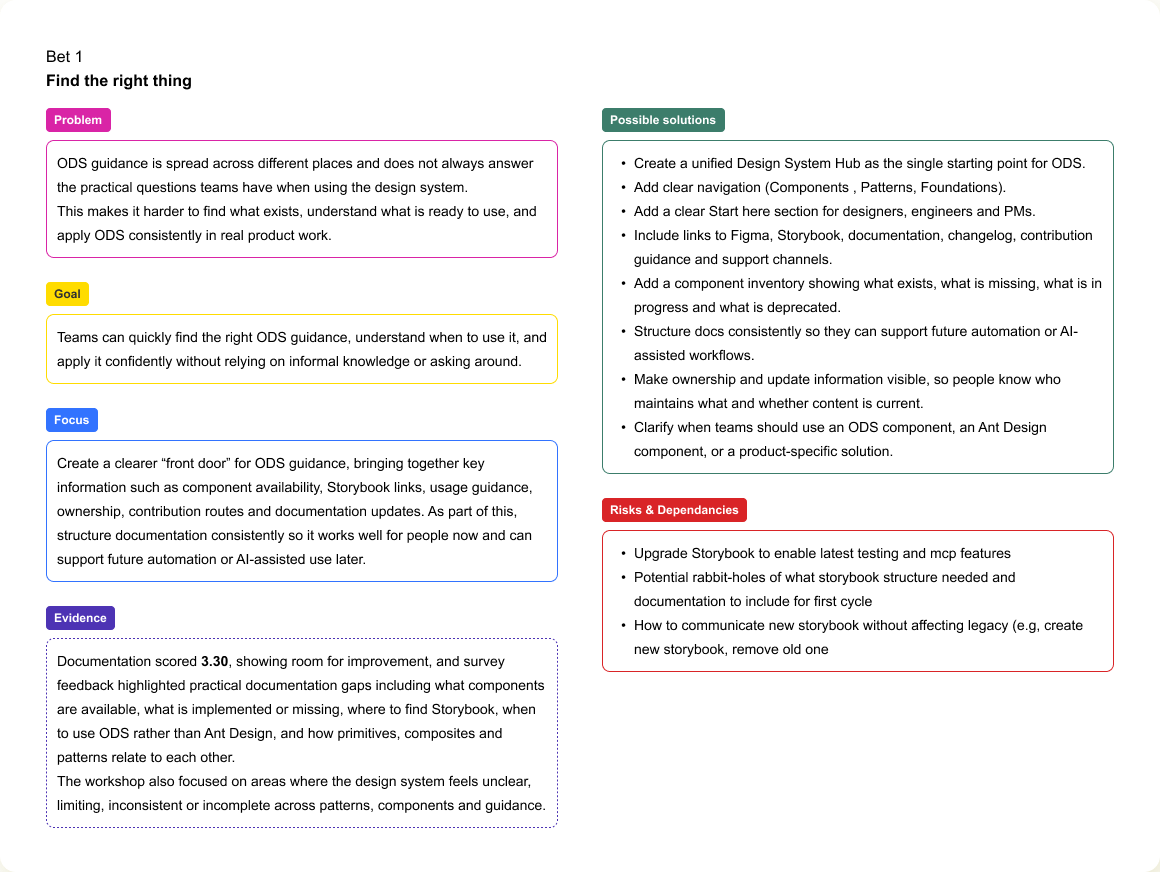 Bet 1
Find the right thing
Problem
ODS guidance is spread across different places and does not always answer
the practical questions teams have when using the design system.
This makes it harder to find what exists, understand what is ready to use, and
apply ODS consistently in real product work.
Goal
Teams can quickly find the right ODS guidance, understand when to use it, and
apply it confidently without relying on informal knowledge or asking around.
Focus
Create a clearer “front door” for ODS guidance, bringing together key
information such as component availability, Storybook links, usage guidance,
ownership, contribution routes and documentation updates. As part of this,
structure documentation consistently so it works well for people now and can
support future automation or AI-assisted use later.
Evidence
Documentation scored 3.30, showing room for improvement, and survey
feedback highlighted practical documentation gaps including what components
are available, what is implemented or missing, where to find Storybook, when
to use ODS rather than Ant Design, and how primitives, composites and
patterns relate to each other.
The workshop also focused on areas where the design system feels unclear,
limiting, inconsistent or incomplete across patterns, components and guidance.
Possible solutions
• Create a unified Design System Hub as the single starting point for ODS.
• Add clear navigation (Components , Patterns, Foundations).
• Add a clear Start here section for designers, engineers and PMs.
• Include links to Figma, Storybook, documentation, changelog, contribution
guidance and support channels.
• Add a component inventory showing what exists, what is missing, what is in
progress and what is deprecated.
• Structure docs consistently so they can support future automation or AI-
assisted workflows.
• Make ownership and update information visible, so people know who
maintains what and whether content is current.
• Clarify when teams should use an ODS component, an Ant Design
component, or a product-specific solution.
Risks & Dependancies
• Upgrade Storybook to enable latest testing and mcp features
• Potential rabbit-holes of what storybook structure needed and
documentation to include for first cycle
• How to communicate new storybook without affecting legacy (e.g, create
new storybook, remove old one